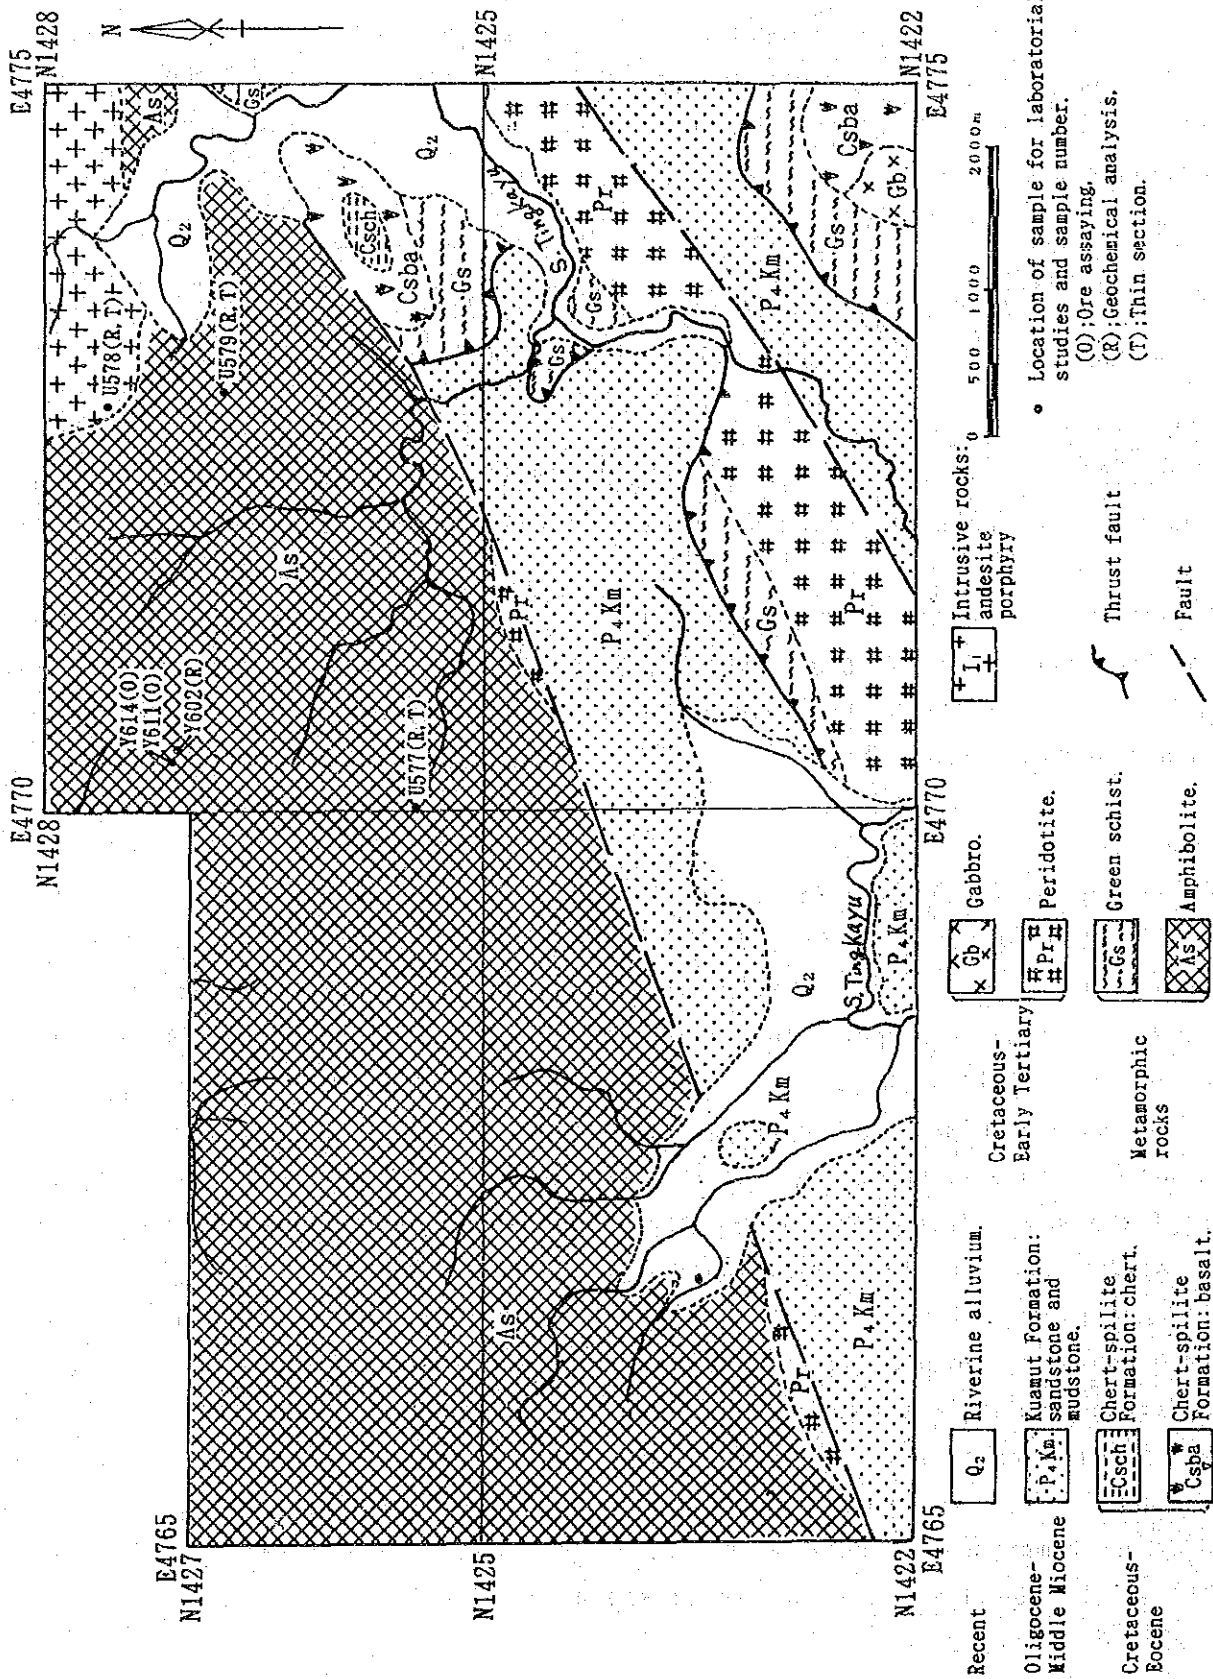 E4775
N1428
N
E4770
N1428
E4765
N1427
N1425
N1425
N1422
E4775
E4770
N1422
E4765
As
Gs
Q₂
U578(R,T)
U579(R,T)
Csch
Csba
Gs
Q₂
S Tingkayu
Pr
Gs
Gs
P₄Km
Gs
Csba
Gb
As
Y614(O)
Y611(O)
Y602(R)
U577(R,T)
Pr
P₄Km
Gs
Pr
Q₂
S.Tingkayu
P₄Km
P₄Km
As
Pr
P₄Km
Recent
Q₂
Riverine alluvium.
Oligocene-
Middle Miocene
P₄Km
Kuamut Formation:
sandstone and
mudstone.
Cretaceous-
Eocene
Csch
Chert-spilite
Formation:chert.
Csba
Chert-spilite
Formation:basalt.
Cretaceous-
Early Tertiary
Gb
Gabbro.
Pr
Peridotite.
Metamorphic
rocks
Gs
Green schist.
As
Amphibolite.
I₁
Intrusive rocks:
andesite
porphyry
Thrust fault
Fault
0 500 1000 2000m
Location of sample for laboratorial
studies and sample number.
(O);Ore assaying.
(R);Geochemical analysis.
(T);Thin section.